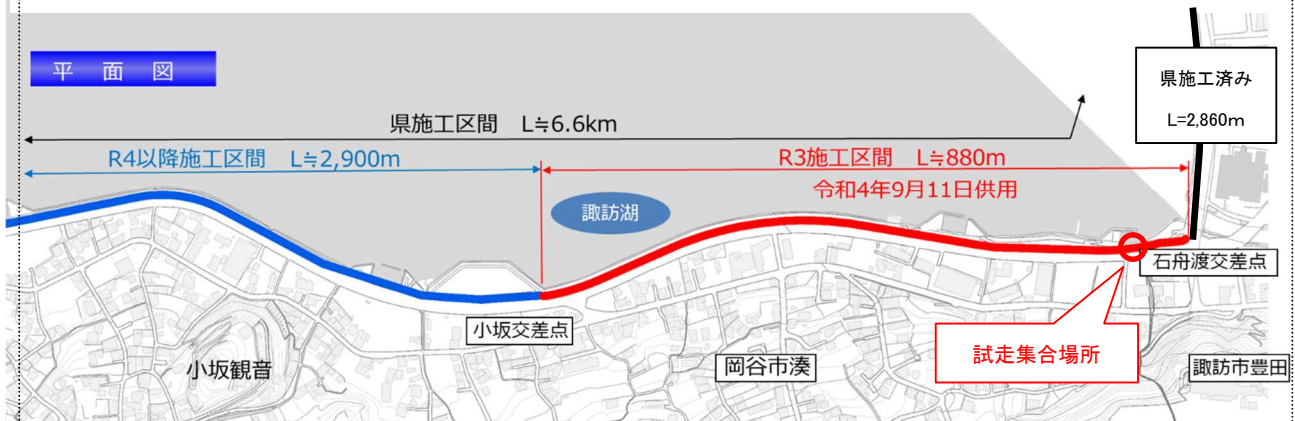 平 面 図
県施工済み
L=2,860m
県施工区間 L≒6.6km
R4以降施工区間 L≒2,900m
R3施工区間 L≒880m
令和4年9月11日供用
諏訪湖
石舟渡交差点
小坂交差点
試走集合場所
小坂観音
岡谷市湊
諏訪市豊田